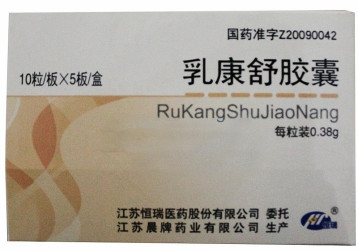 国药准字Z20090042
10粒/板×5板/盒
乳康舒胶囊
RuKangShuJiaoNang
每粒装0.38g
江苏恒瑞医药股份有限公司 委托
江苏晨牌药业有限公司 生产
恒瑞®